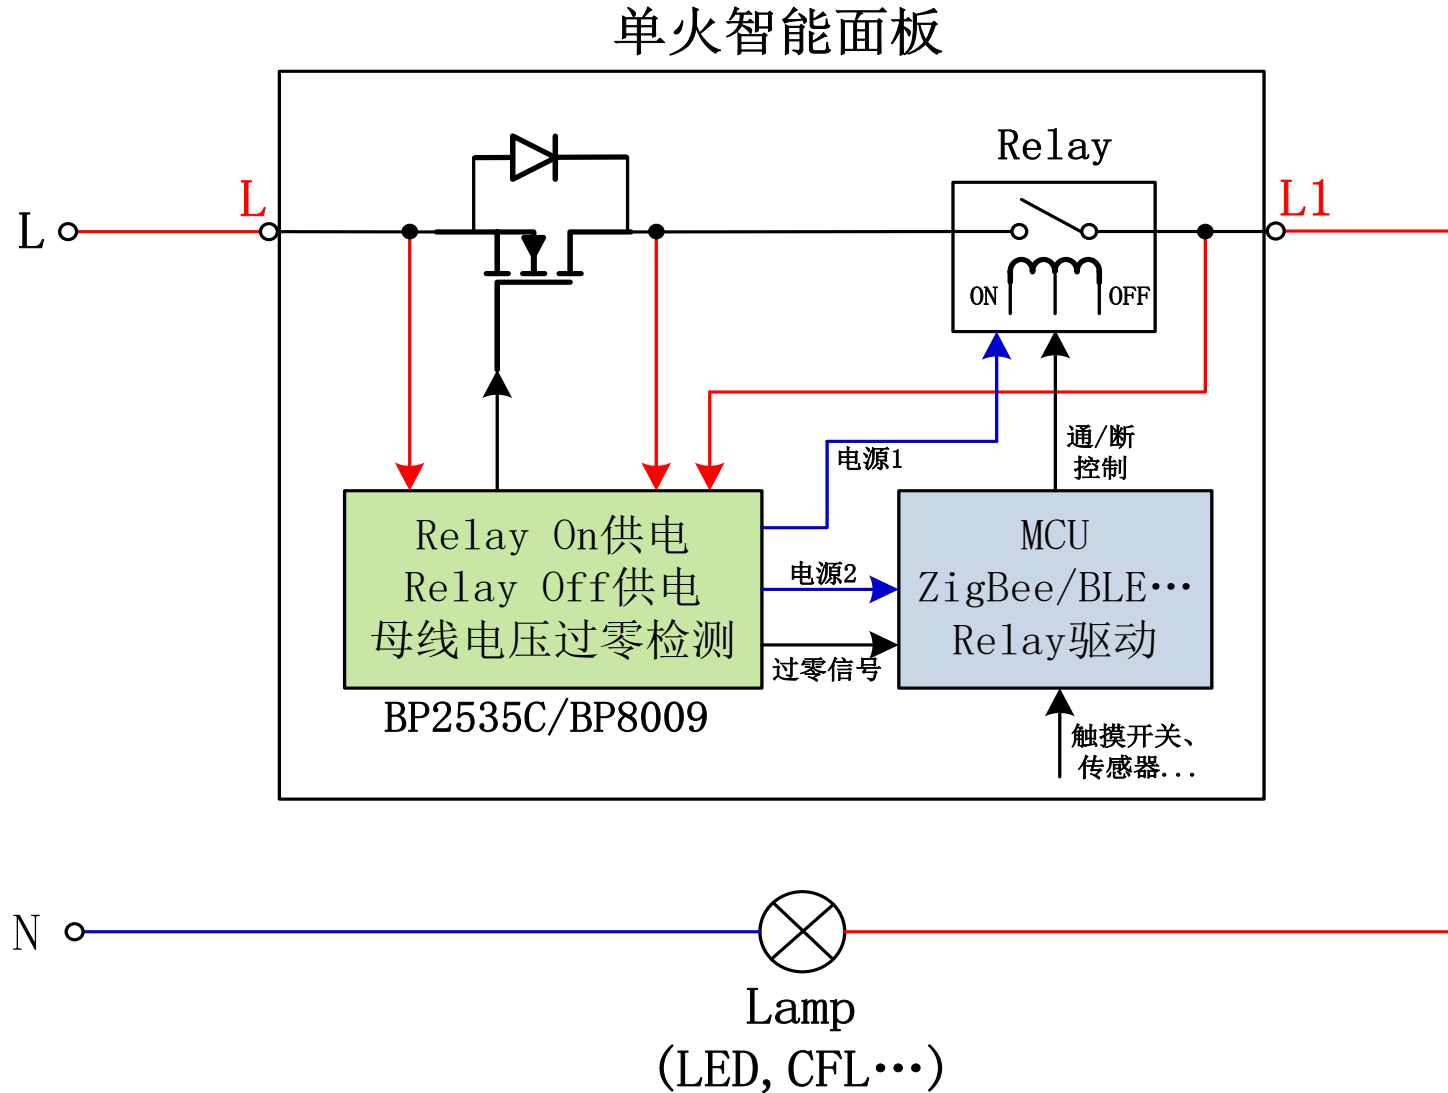 单火智能面板
Relay
L
L
L1
ON
OFF
通/断
控制
电源1
Relay On供电
Relay Off供电
母线电压过零检测
电源2
过零信号
MCU
ZigBee/BLE…
Relay驱动
BP2535C/BP8009
触摸开关、
传感器...
N
Lamp
(LED, CFL…)